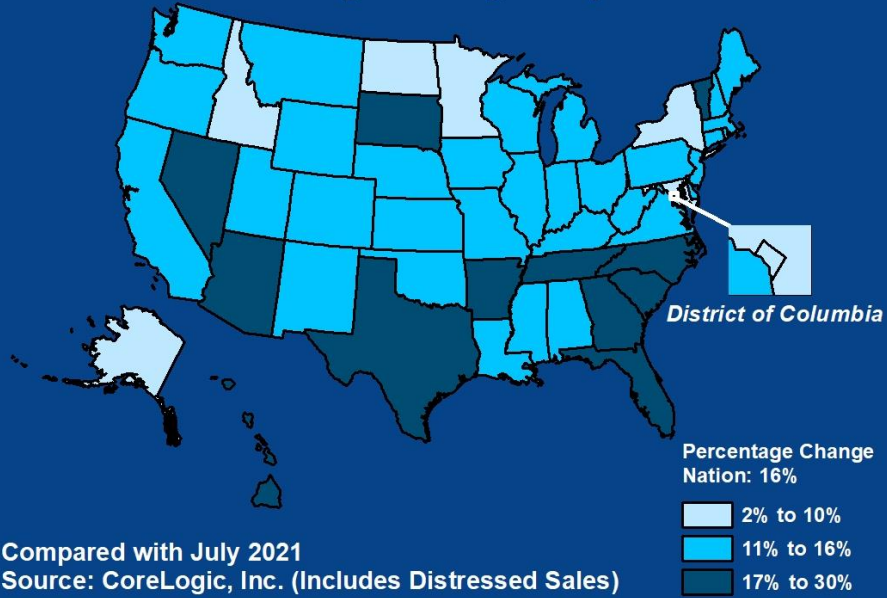 District of Columbia
Percentage Change
Nation: 16%
2% to 10%
11% to 16%
17% to 30%
Compared with July 2021
Source: CoreLogic, Inc. (Includes Distressed Sales)